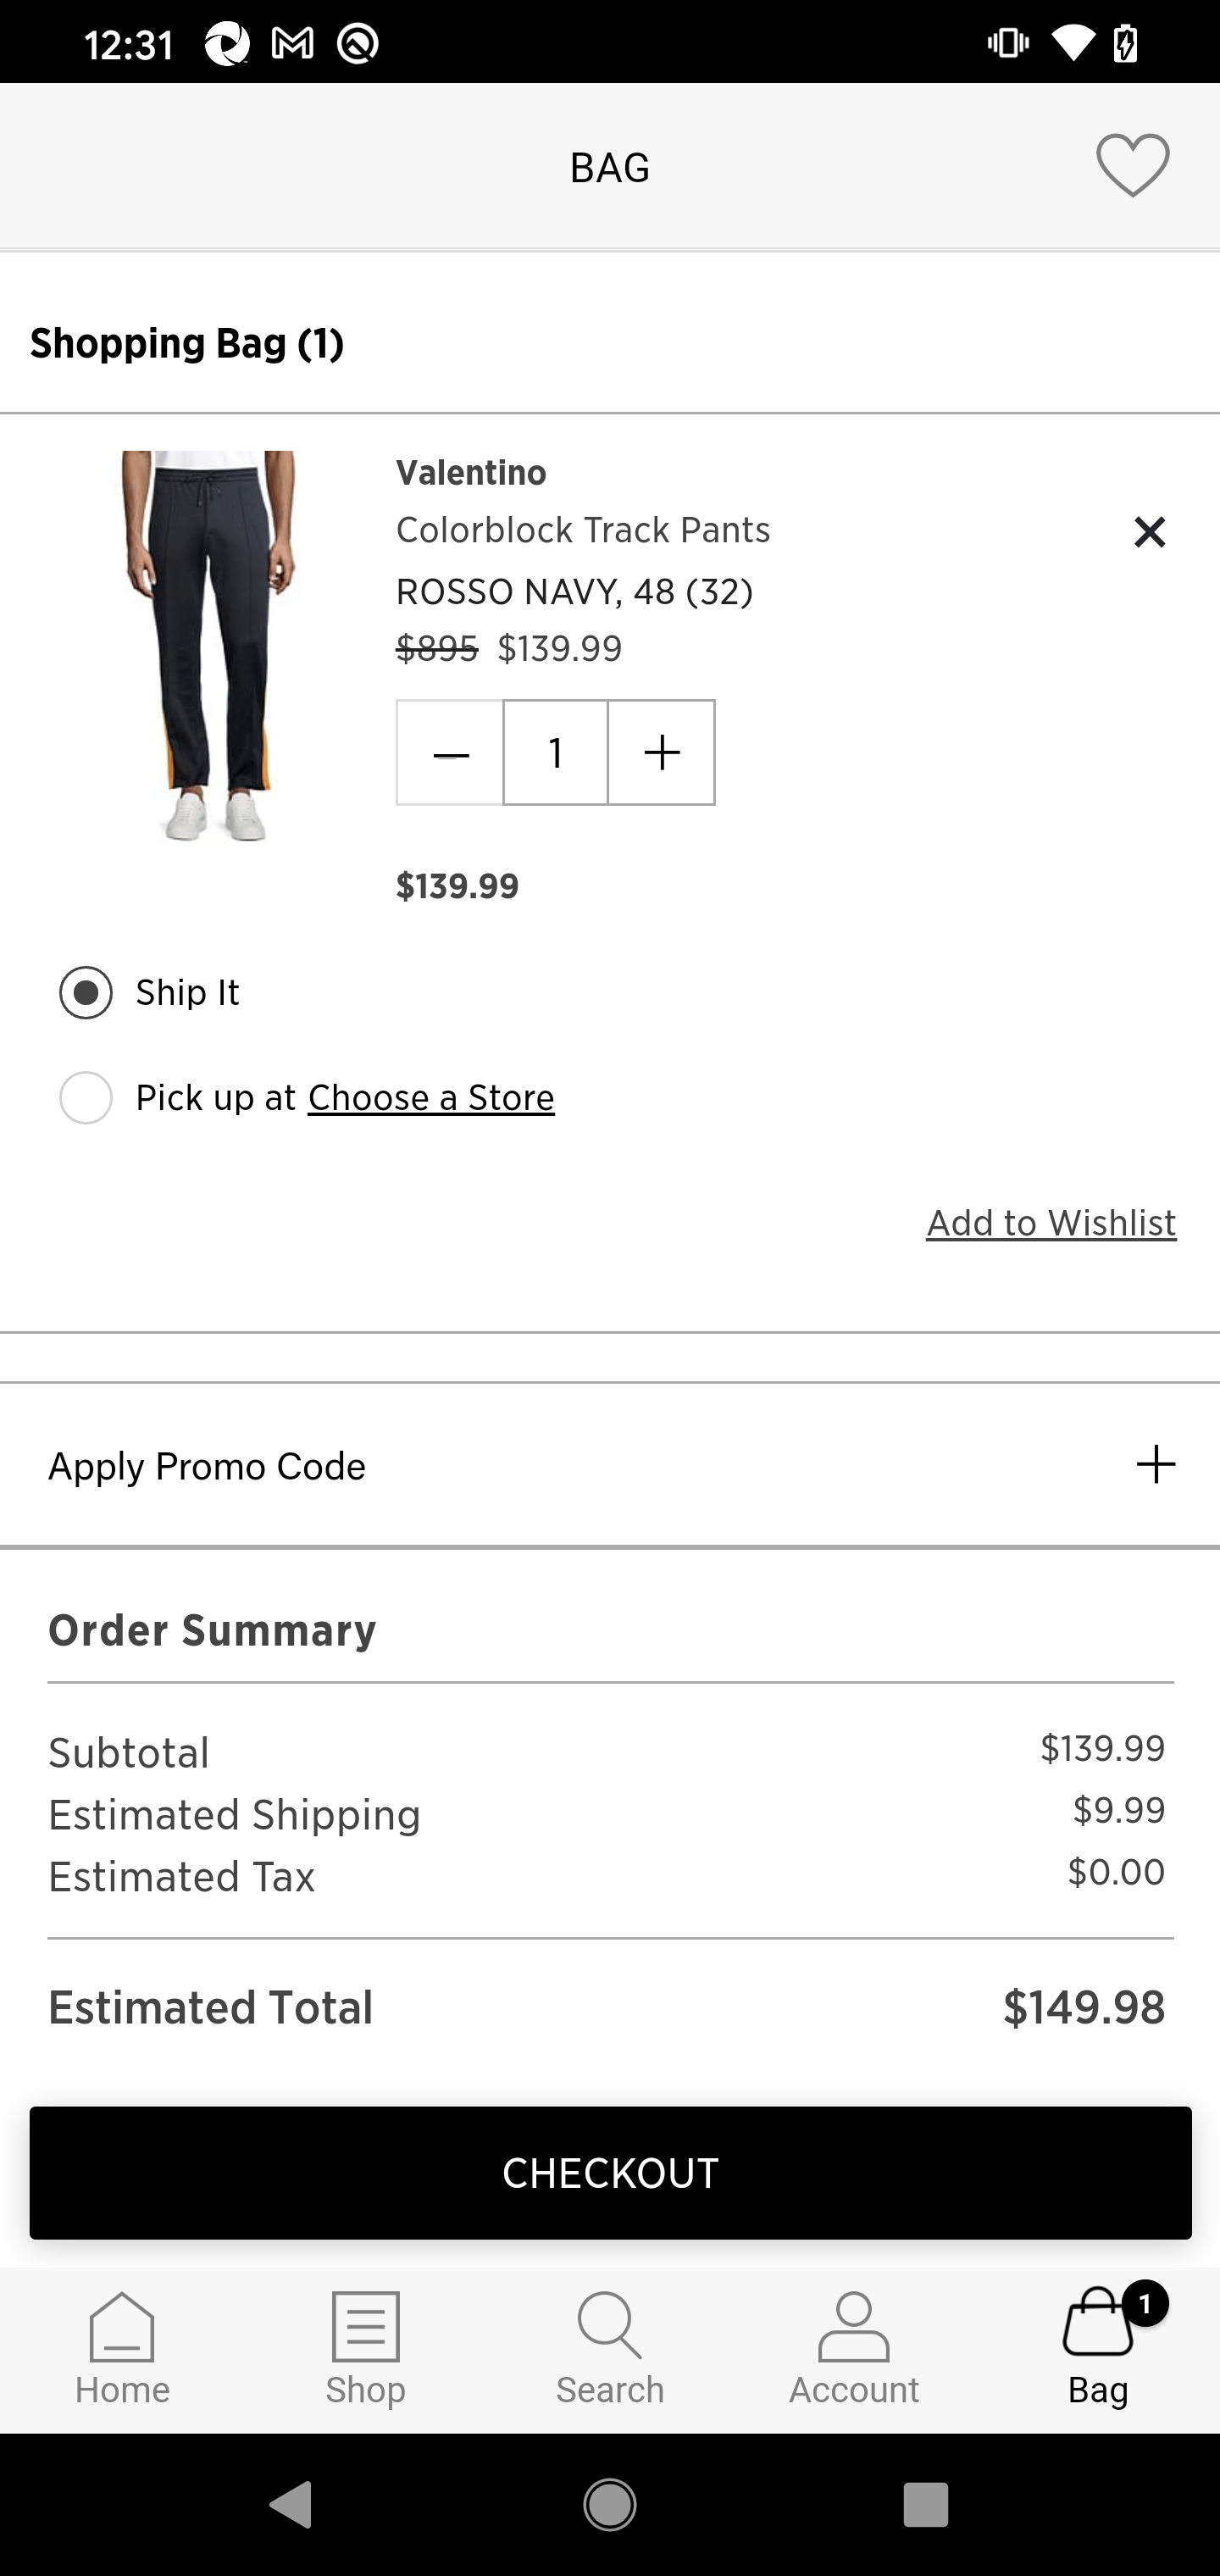 12:31
BAG
Shopping Bag (1)
Valentino
Colorblock Track Pants
ROSSO NAVY, 48 (32)
$895 $139.99
1
$139.99
Ship It
Pick up at Choose a Store
Add to Wishlist
Apply Promo Code
Order Summary
Subtotal $139.99
Estimated Shipping $9.99
Estimated Tax $0.00
Estimated Total $149.98
CHECKOUT
1
Home Shop Search Account Bag